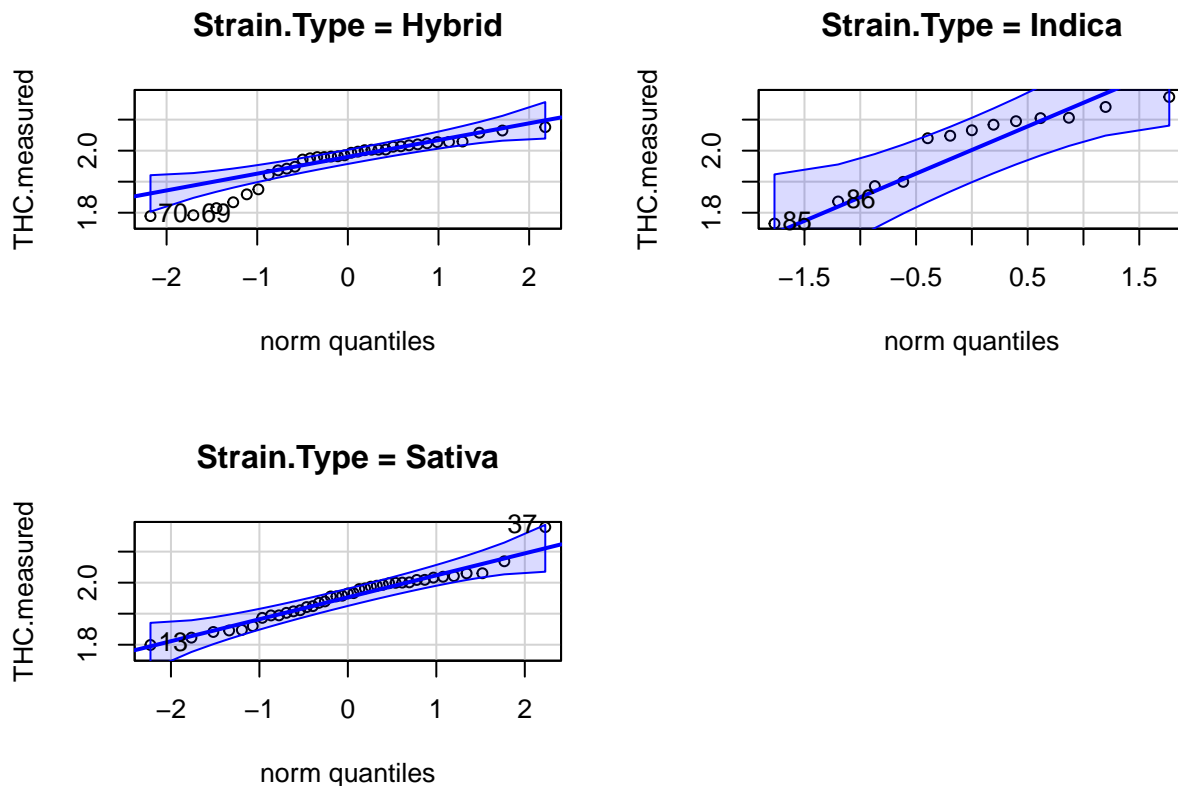 Strain.Type = Hybrid
THC.measured
1.8 2.0
70 69
−2 −1 0 1 2
norm quantiles
Strain.Type = Indica
THC.measured
1.8 2.0
85 86
−1.5 −0.5 0.5 1.5
norm quantiles
Strain.Type = Sativa
THC.measured
1.8 2.0
13 37
−2 −1 0 1 2
norm quantiles